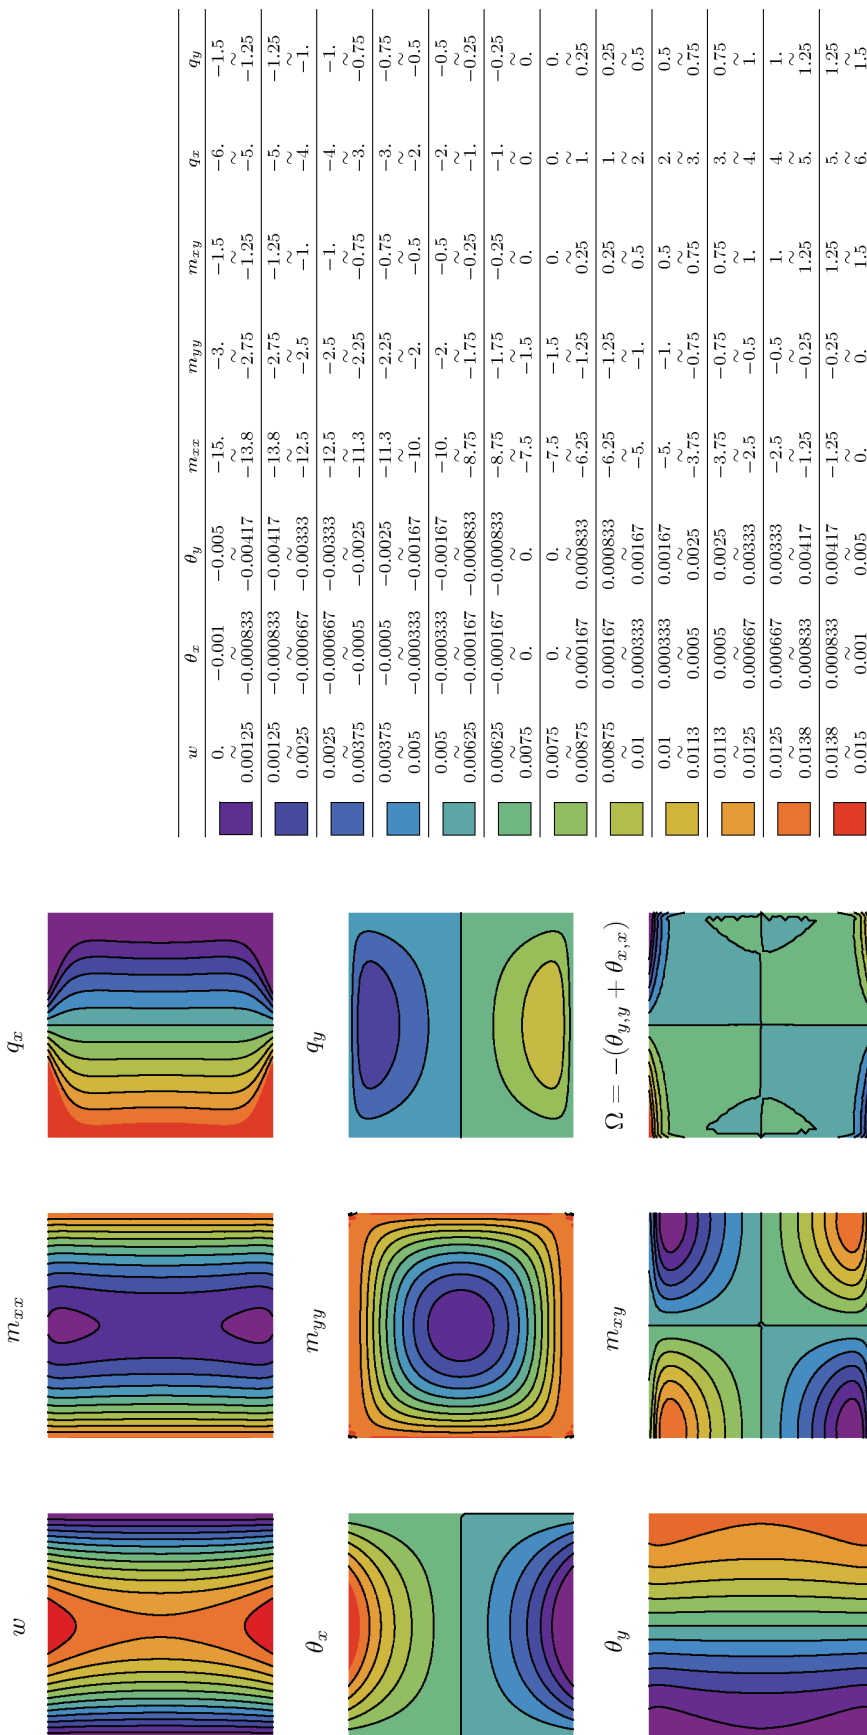 w m_xx q_x
θ_x m_yy q_y
θ_y m_xy Ω = −(θ_y,y + θ_x,x)
w θ_x θ_y m_xx m_yy m_xy q_x q_y
0. −0.001 −0.005 −15. −3. −1.5 −6. −1.5
~ ~ ~ ~ ~ ~ ~ ~
0.00125 −0.000833 −0.00417 −13.8 −2.75 −1.25 −5. −1.25
0.00125 −0.000833 −0.00417 −13.8 −2.75 −1.25 −5. −1.25
~ ~ ~ ~ ~ ~ ~ ~
0.0025 −0.000667 −0.00333 −12.5 −2.5 −1. −4. −1.
0.0025 −0.000667 −0.00333 −12.5 −2.5 −1. −4. −1.
~ ~ ~ ~ ~ ~ ~ ~
0.00375 −0.0005 −0.0025 −11.3 −2.25 −0.75 −3. −0.75
0.00375 −0.0005 −0.0025 −11.3 −2.25 −0.75 −3. −0.75
~ ~ ~ ~ ~ ~ ~ ~
0.005 −0.000333 −0.00167 −10. −2. −0.5 −2. −0.5
0.005 −0.000333 −0.00167 −10. −2. −0.5 −2. −0.5
~ ~ ~ ~ ~ ~ ~ ~
0.00625 −0.000167 −0.000833 −8.75 −1.75 −0.25 −1. −0.25
0.00625 −0.000167 −0.000833 −8.75 −1.75 −0.25 −1. −0.25
~ ~ ~ ~ ~ ~ ~ ~
0.0075 0. 0. −7.5 −1.5 0. 0. 0.
0.0075 0. 0. −7.5 −1.5 0. 0. 0.
~ ~ ~ ~ ~ ~ ~ ~
0.00875 0.000167 0.000833 −6.25 −1.25 0.25 1. 0.25
0.00875 0.000167 0.000833 −6.25 −1.25 0.25 1. 0.25
~ ~ ~ ~ ~ ~ ~ ~
0.01 0.000333 0.00167 −5. −1. 0.5 2. 0.5
0.01 0.000333 0.00167 −5. −1. 0.5 2. 0.5
~ ~ ~ ~ ~ ~ ~ ~
0.0113 0.0005 0.0025 −3.75 −0.75 0.75 3. 0.75
0.0113 0.0005 0.0025 −3.75 −0.75 0.75 3. 0.75
~ ~ ~ ~ ~ ~ ~ ~
0.0125 0.000667 0.00333 −2.5 −0.5 1. 4. 1.
0.0125 0.000667 0.00333 −2.5 −0.5 1. 4. 1.
~ ~ ~ ~ ~ ~ ~ ~
0.0138 0.000833 0.00417 −1.25 −0.25 1.25 5. 1.25
0.0138 0.000833 0.00417 −1.25 −0.25 1.25 5. 1.25
~ ~ ~ ~ ~ ~ ~ ~
0.015 0.001 0.005 0. 0. 1.5 6. 1.5